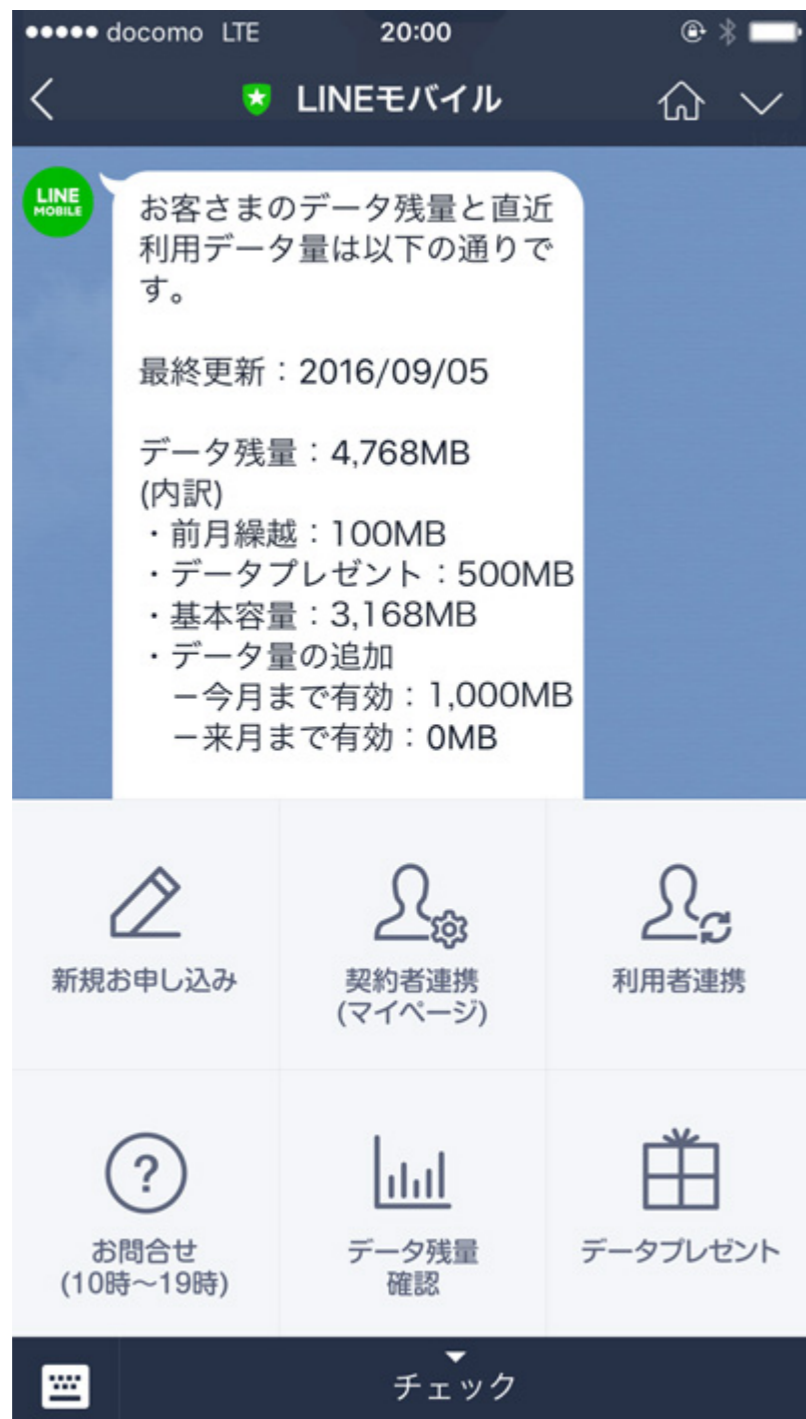 docomo LTE 20:00
LINEモバイル
LINE
MOBILE
お客さまのデータ残量と直近
利用データ量は以下の通りで
す。
最終更新：2016/09/05
データ残量：4,768MB
(内訳)
・前月繰越：100MB
・データプレゼント：500MB
・基本容量：3,168MB
・データ量の追加
ー今月まで有効：1,000MB
ー来月まで有効：0MB
新規お申し込み
契約者連携
(マイページ)
利用者連携
お問合せ
(10時〜19時)
データ残量
確認
データプレゼント
チェック